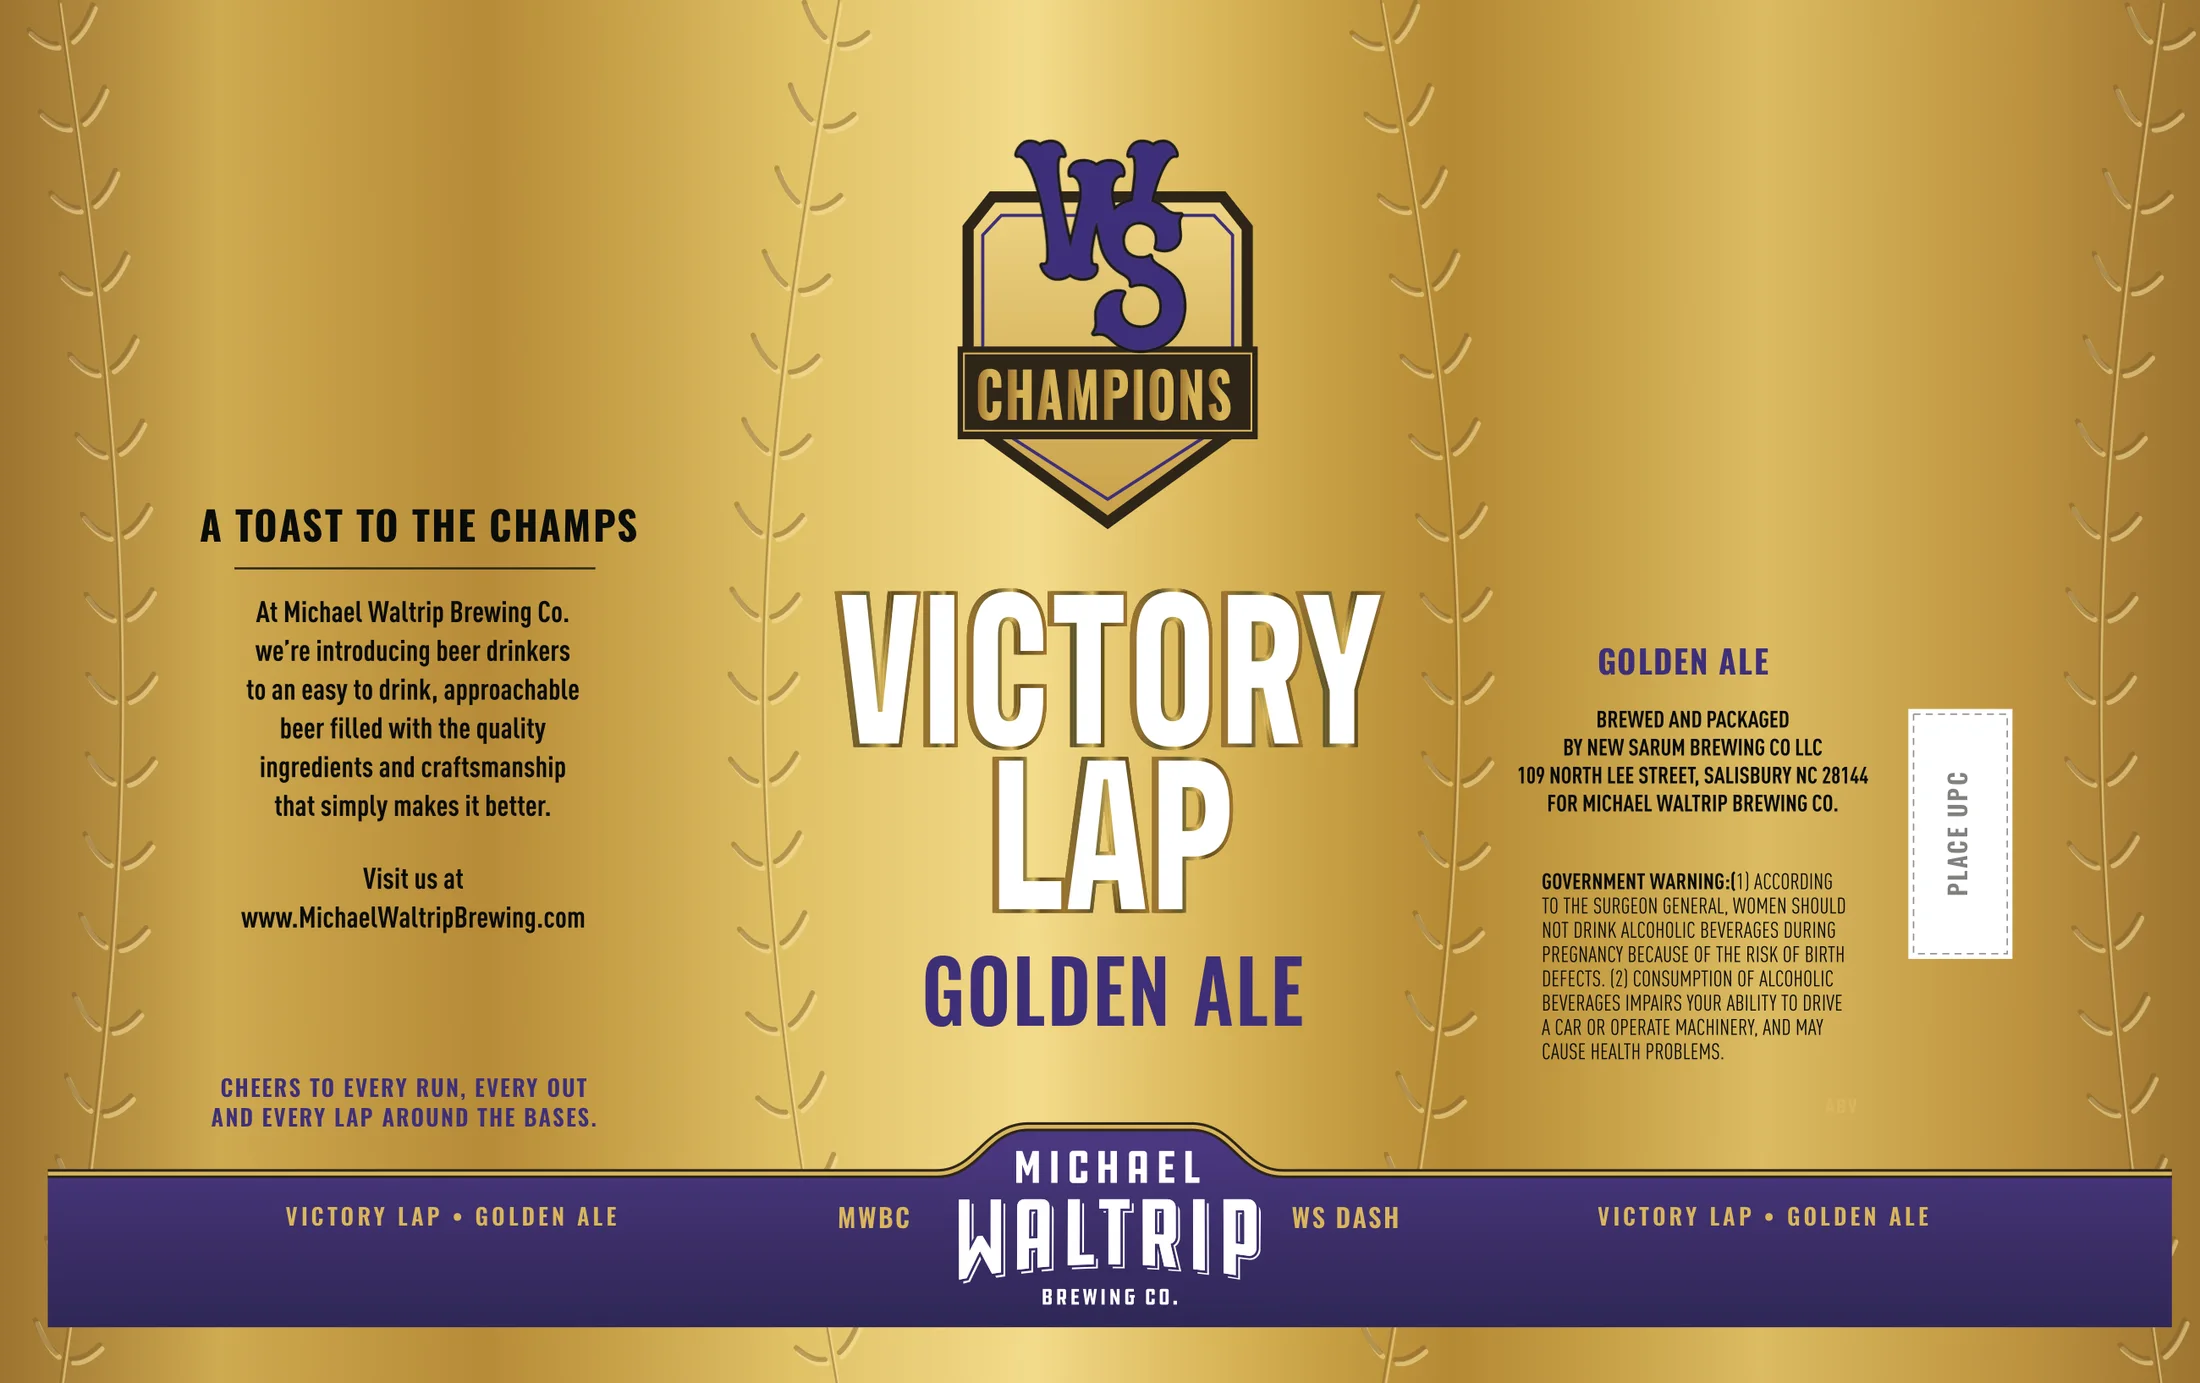 A TOAST TO THE CHAMPS
At Michael Waltrip Brewing Co.
we're introducing beer drinkers
to an easy to drink, approachable
beer filled with the quality
ingredients and craftsmanship
that simply makes it better.
Visit us at
www.MichaelWaltripBrewing.com
CHEERS TO EVERY RUN, EVERY OUT
AND EVERY LAP AROUND THE BASES.
WS
CHAMPIONS
VICTORY
LAP
GOLDEN ALE
GOLDEN ALE
BREWED AND PACKAGED
BY NEW SARUM BREWING CO LLC
109 NORTH LEE STREET, SALISBURY NC 28144
FOR MICHAEL WALTRIP BREWING CO.
GOVERNMENT WARNING:(1) ACCORDING
TO THE SURGEON GENERAL, WOMEN SHOULD
NOT DRINK ALCOHOLIC BEVERAGES DURING
PREGNANCY BECAUSE OF THE RISK OF BIRTH
DEFECTS. (2) CONSUMPTION OF ALCOHOLIC
BEVERAGES IMPAIRS YOUR ABILITY TO DRIVE
A CAR OR OPERATE MACHINERY, AND MAY
CAUSE HEALTH PROBLEMS.
ABV
PLACE UPC
VICTORY LAP • GOLDEN ALE
MWBC
MICHAEL
WALTRIP
BREWING CO.
WS DASH
VICTORY LAP • GOLDEN ALE